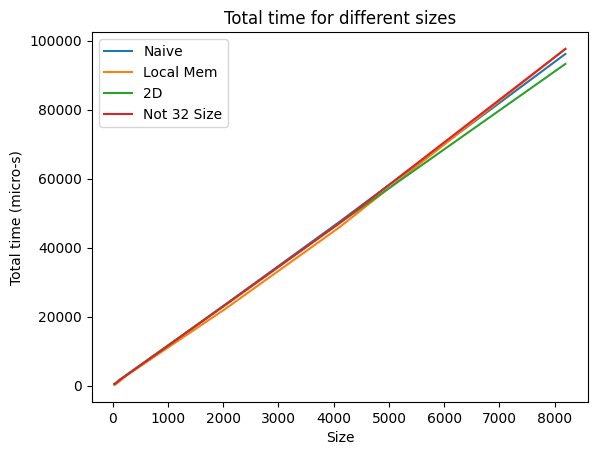 Total time for different sizes
Naive
Local Mem
2D
Not 32 Size
Total time (micro-s)
100000
80000
60000
40000
20000
0
0 1000 2000 3000 4000 5000 6000 7000 8000
Size